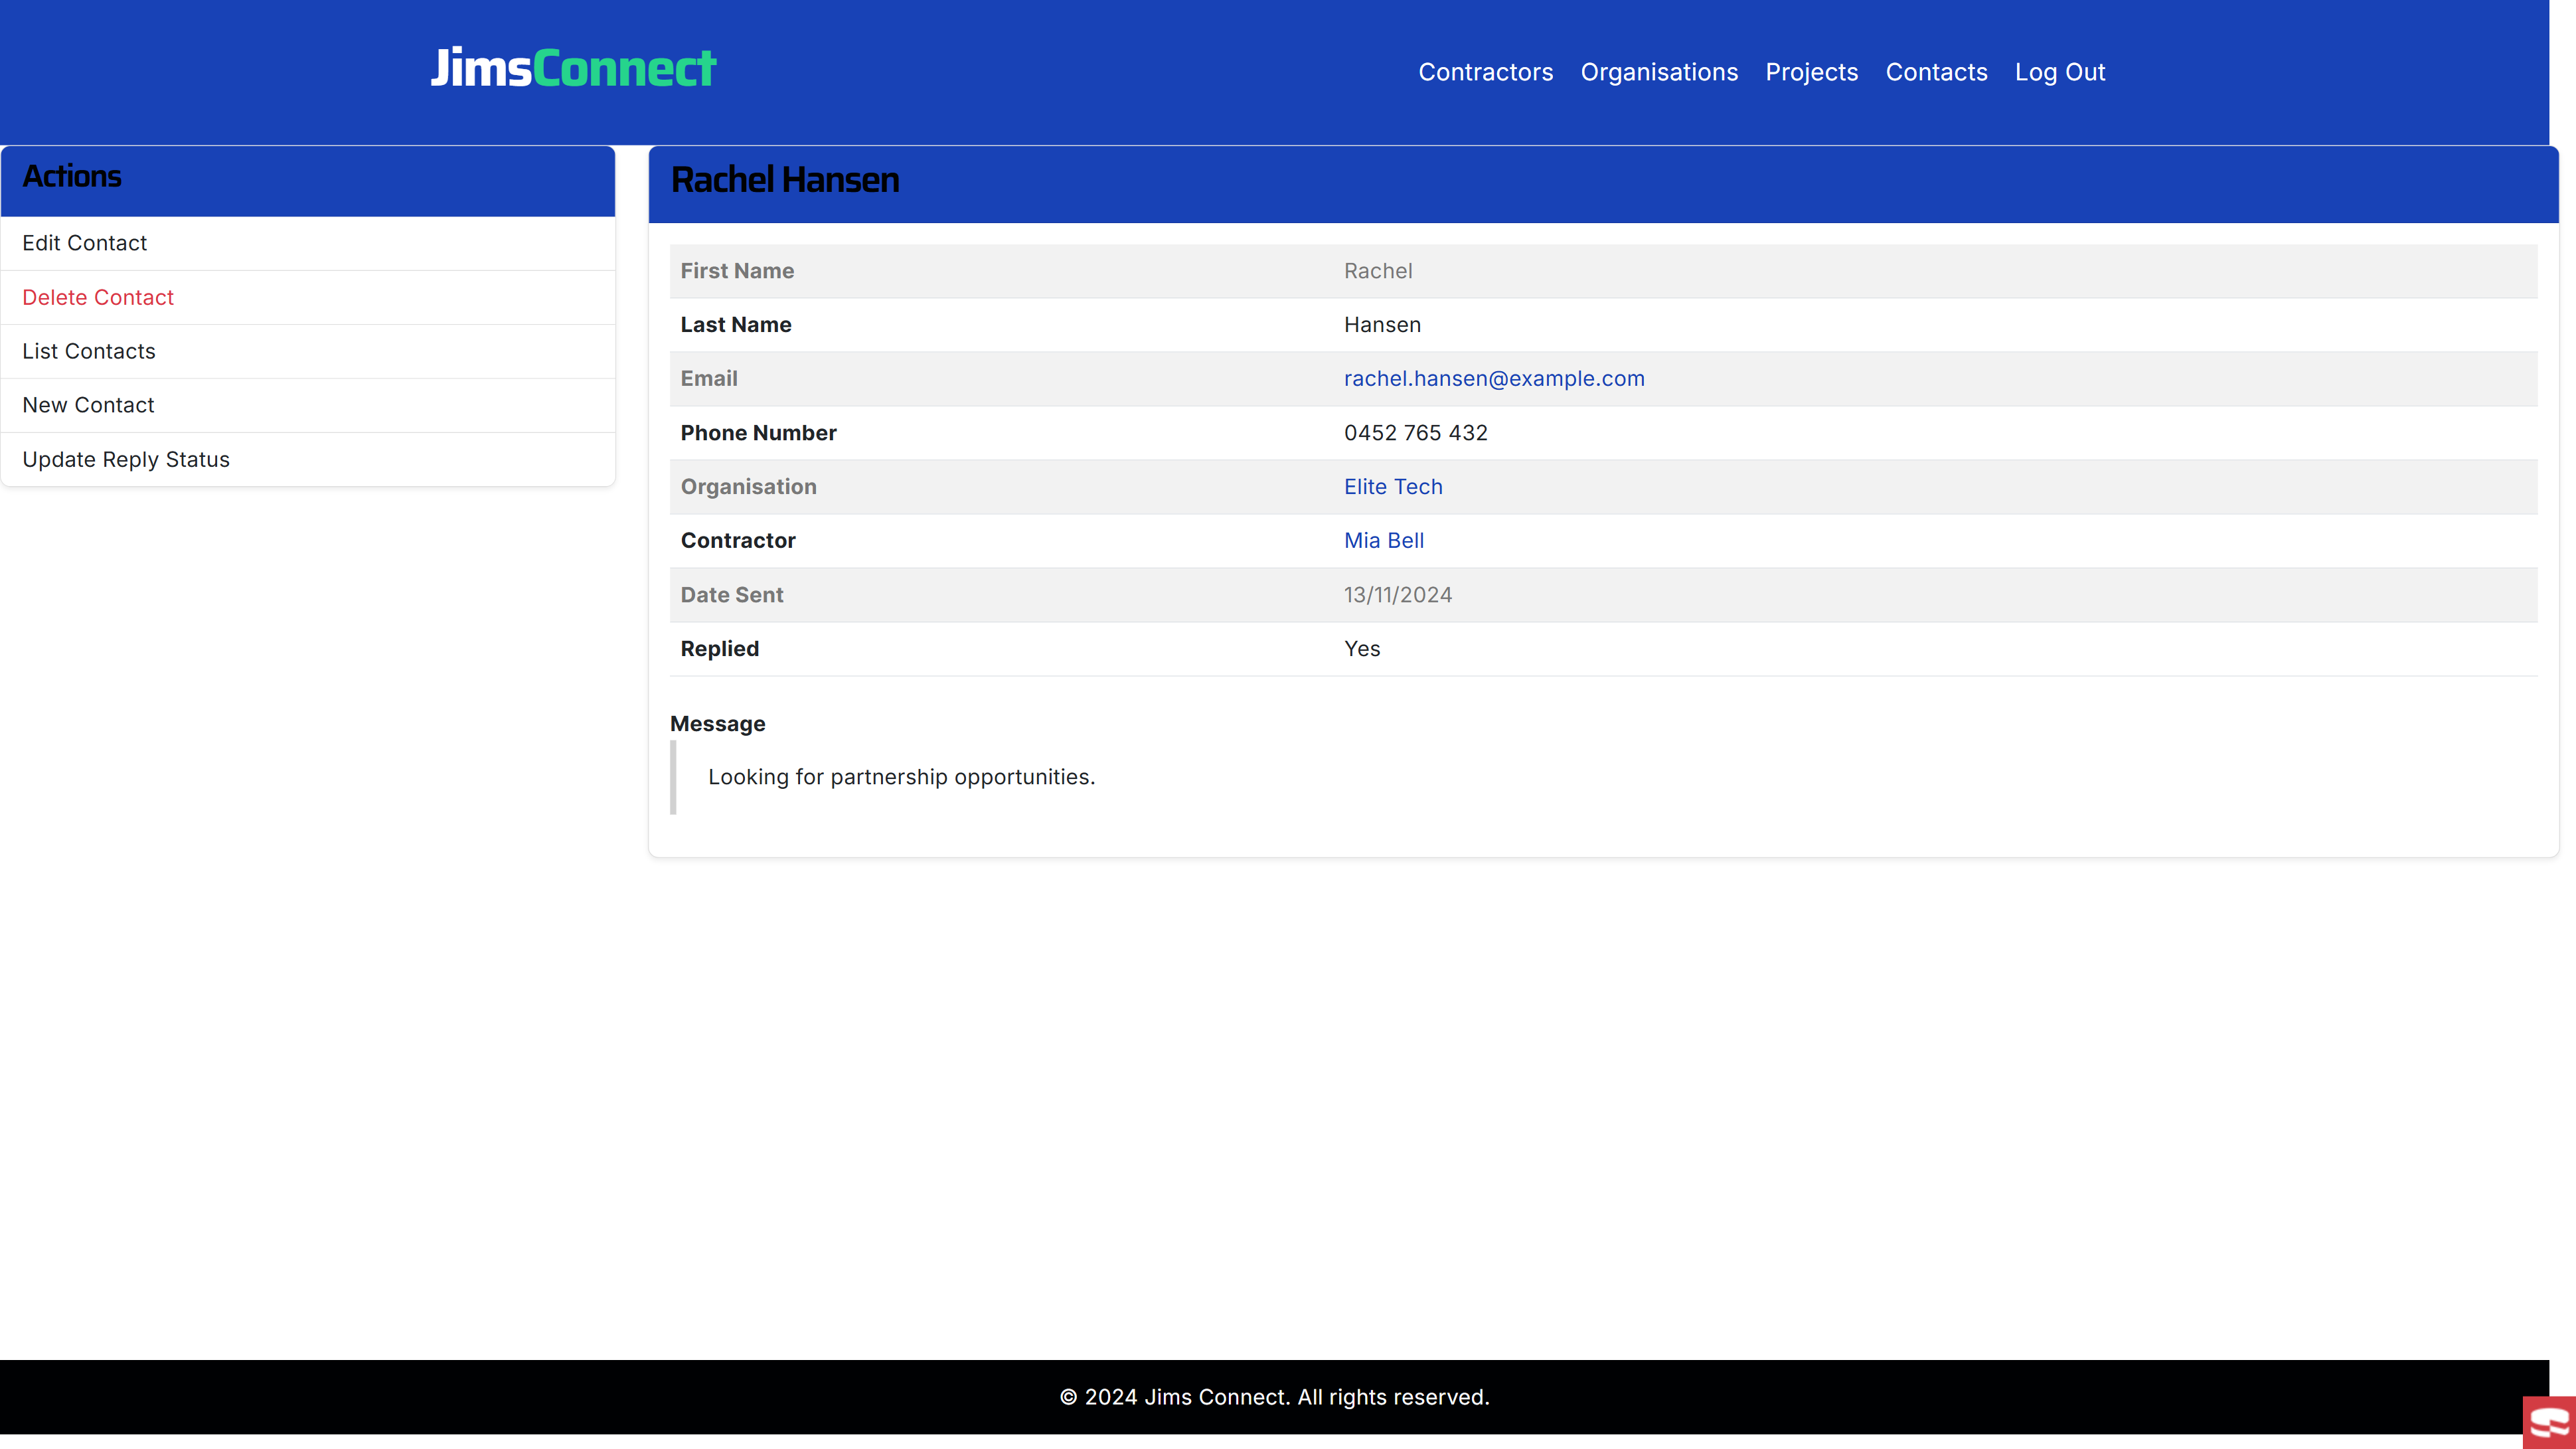 JimsConnect
Contractors Organisations Projects Contacts Log Out
Actions
Edit Contact
Delete Contact
List Contacts
New Contact
Update Reply Status
Rachel Hansen
First Name Rachel
Last Name Hansen
Email rachel.hansen@example.com
Phone Number 0452 765 432
Organisation Elite Tech
Contractor Mia Bell
Date Sent 13/11/2024
Replied Yes
Message
Looking for partnership opportunities.
© 2024 Jims Connect. All rights reserved.